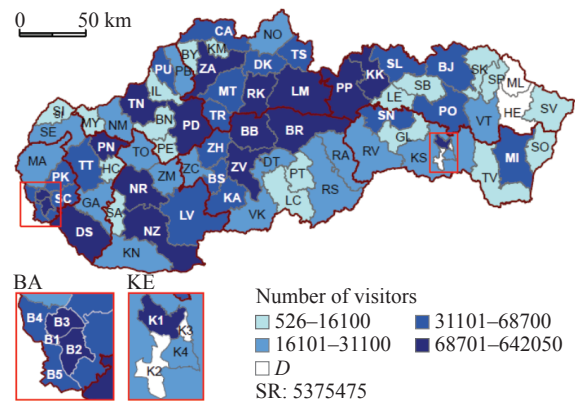 0 50 km
CA NO
BY KM TS
PU PB ZA DK
SL BJ SK
KK SP ML
IL MT RK LM PP LE SB
TN HE SV
SJ BN TR SN PO VT
MY NM PD BB BR
SE PN PE GL SO
MA TO ZH DT RA RV KS MI
TT HC ZM ZC ZV
PK NR BS PT TV
SC GA SA KA LC RS
LV VK
DS NZ
KN
BA KE
B4 B3 K1
B1 K3
B2 K4
B5 K2
Number of visitors
526–16100 31101–68700
16101–31100 68701–642050
D
SR: 5375475